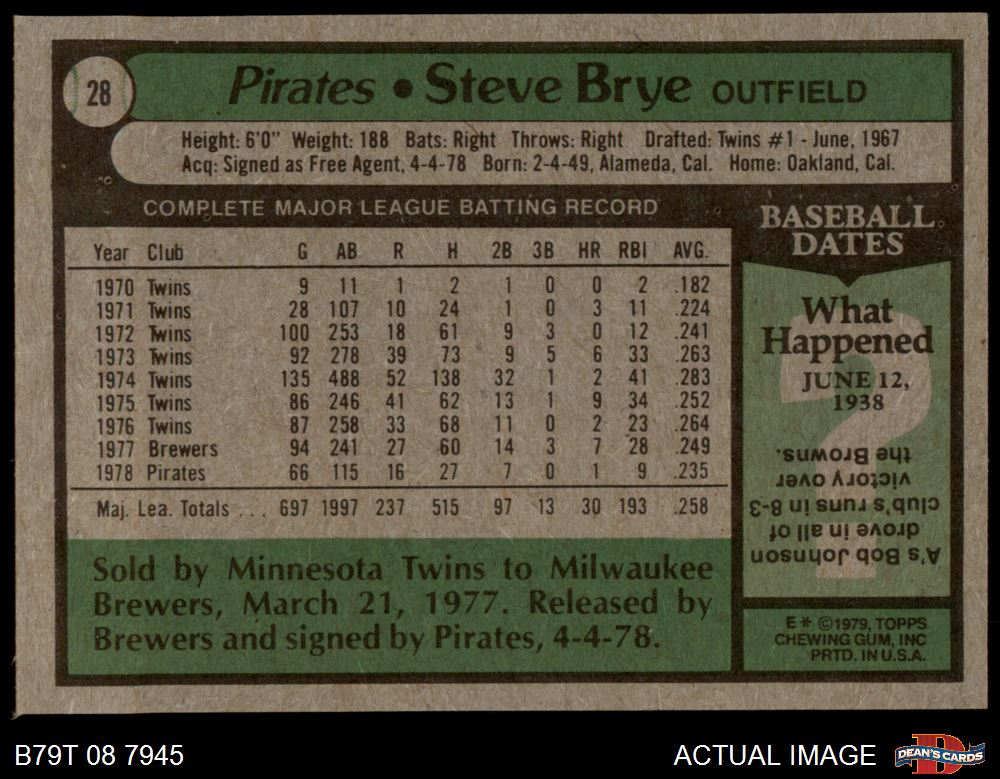 28
Pirates • Steve Brye OUTFIELD
Height: 6'0" Weight: 188 Bats: Right Throws: Right Drafted: Twins #1 - June, 1967
Acq: Signed as Free Agent, 4-4-78 Born: 2-4-49, Alameda, Cal. Home: Oakland, Cal.
COMPLETE MAJOR LEAGUE BATTING RECORD
Year Club G AB R H 2B 3B HR RBI AVG.
1970 Twins 9 11 1 2 1 0 0 2 .182
1971 Twins 28 107 10 24 1 0 3 11 .224
1972 Twins 100 253 18 61 9 3 0 12 .241
1973 Twins 92 278 39 73 9 5 6 33 .263
1974 Twins 135 488 52 138 32 1 2 41 .283
1975 Twins 86 246 41 62 13 1 9 34 .252
1976 Twins 87 258 33 68 11 0 2 23 .264
1977 Brewers 94 241 27 60 14 3 7 28 .249
1978 Pirates 66 115 16 27 7 0 1 9 .235
Maj. Lea. Totals ... 697 1997 237 515 97 13 30 193 .258
Sold by Minnesota Twins to Milwaukee
Brewers, March 21, 1977. Released by
Brewers and signed by Pirates, 4-4-78.
BASEBALL
DATES
What
Happened
JUNE 12,
1938
?
A's Bob Johnson
drove in all of
club's runs in 8-3
victory over
the Browns.
E* ©1979, TOPPS
CHEWING GUM, INC
PRTD. IN U.S.A.
B79T 08 7945
ACTUAL IMAGE
D
DEAN'S CARDS